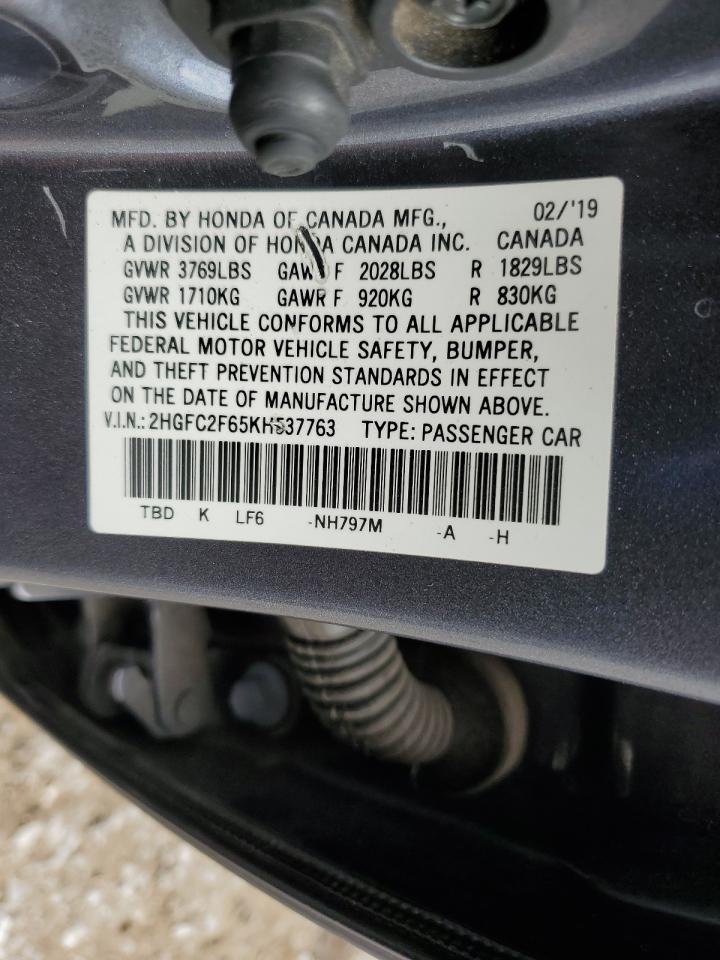 MFD. BY HONDA OF CANADA MFG., 02/'19
A DIVISION OF HONDA CANADA INC. CANADA
GVWR 3769LBS GAWR F 2028LBS R 1829LBS
GVWR 1710KG GAWR F 920KG R 830KG
THIS VEHICLE CONFORMS TO ALL APPLICABLE
FEDERAL MOTOR VEHICLE SAFETY, BUMPER,
AND THEFT PREVENTION STANDARDS IN EFFECT
ON THE DATE OF MANUFACTURE SHOWN ABOVE.
V.I.N.: 2HGFC2F65KH537763 TYPE: PASSENGER CAR
TBD K LF6 -NH797M -A -H